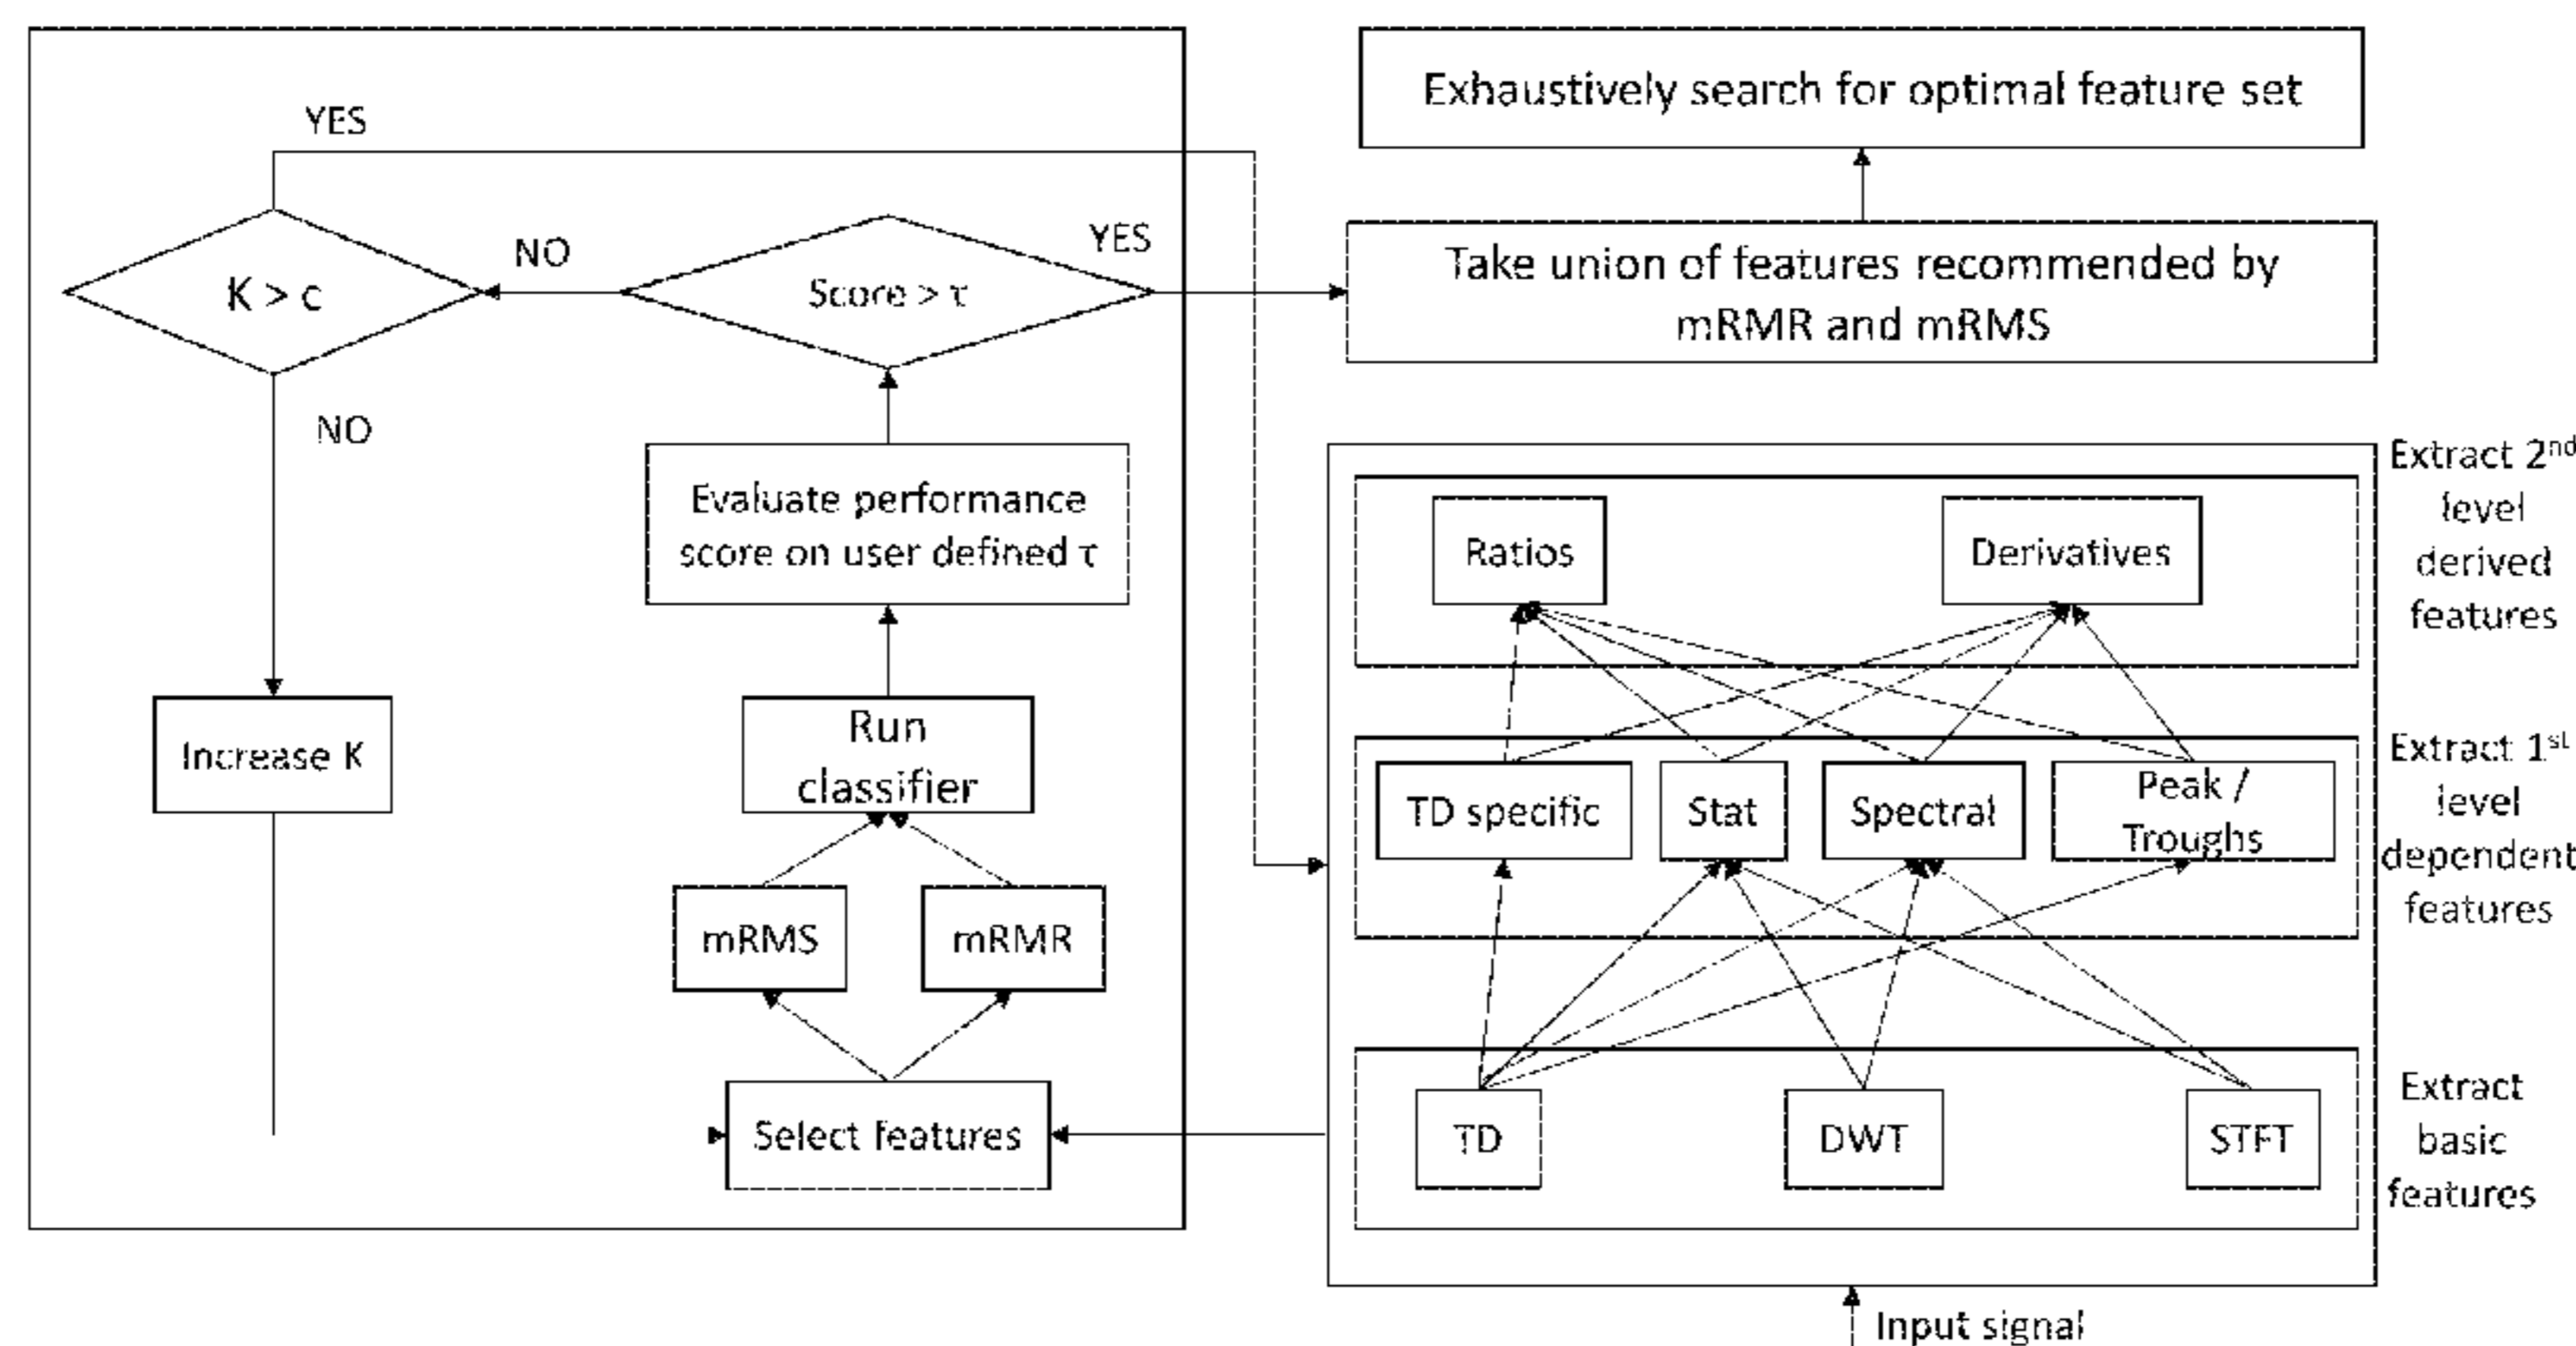 Exhaustively search for optimal feature set
YES
K > c
NO
Score > τ
YES
Take union of features recommended by
mRMR and mRMS
NO
Evaluate performance
score on user defined τ
Increase K
Run
classifier
mRMS
mRMR
Select features
Extract 2nd
level
derived
features
Ratios
Derivatives
Extract 1st
level
dependent
features
TD specific
Stat
Spectral
Peak /
Troughs
Extract
basic
features
TD
DWT
STFT
Input signal